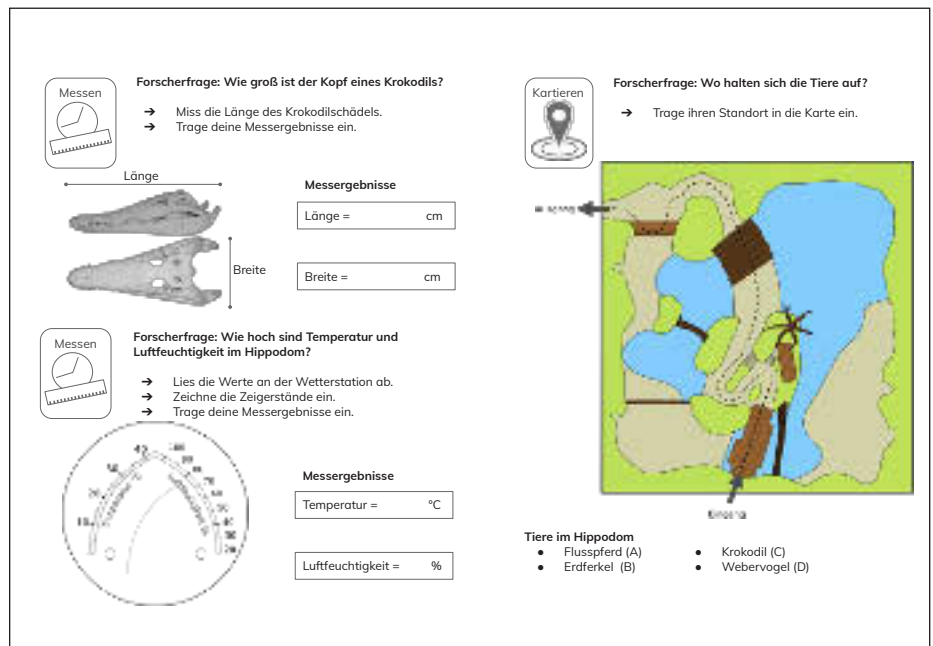 Messen
Forscherfrage: Wie groß ist der Kopf eines Krokodils?
➔ Miss die Länge des Krokodilschädels.
➔ Trage deine Messergebnisse ein.
Länge
Breite
Messergebnisse
Länge = cm
Breite = cm
Messen
Forscherfrage: Wie hoch sind Temperatur und
Luftfeuchtigkeit im Hippodom?
➔ Lies die Werte an der Wetterstation ab.
➔ Zeichne die Zeigerstände ein.
➔ Trage deine Messergebnisse ein.
Messergebnisse
Temperatur = °C
Luftfeuchtigkeit = %
Kartieren
Forscherfrage: Wo halten sich die Tiere auf?
➔ Trage ihren Standort in die Karte ein.
Ausgang
Eingang
Tiere im Hippodom
● Flusspferd (A)
● Erdferkel (B)
● Krokodil (C)
● Webervogel (D)